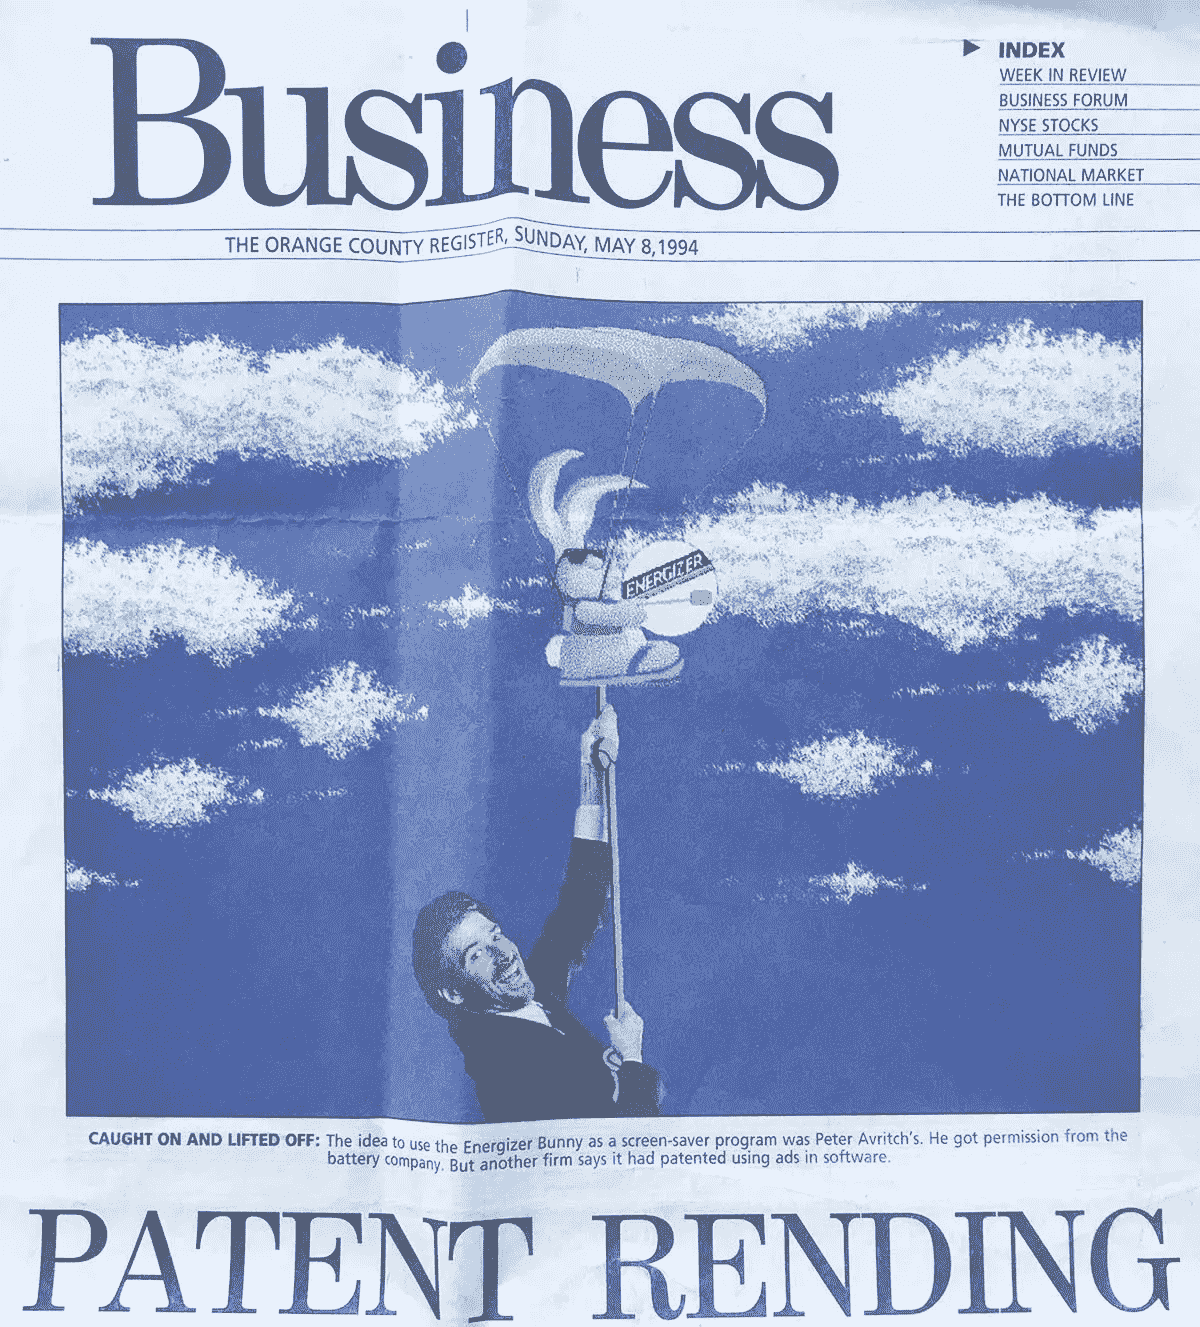 Business
INDEX
WEEK IN REVIEW
BUSINESS FORUM
NYSE STOCKS
MUTUAL FUNDS
NATIONAL MARKET
THE BOTTOM LINE
THE ORANGE COUNTY REGISTER, SUNDAY, MAY 8,1994
ENERGIZER
CAUGHT ON AND LIFTED OFF: The idea to use the Energizer Bunny as a screen-saver program was Peter Avritch's. He got permission from the
battery company. But another firm says it had patented using ads in software.
PATENT RENDING